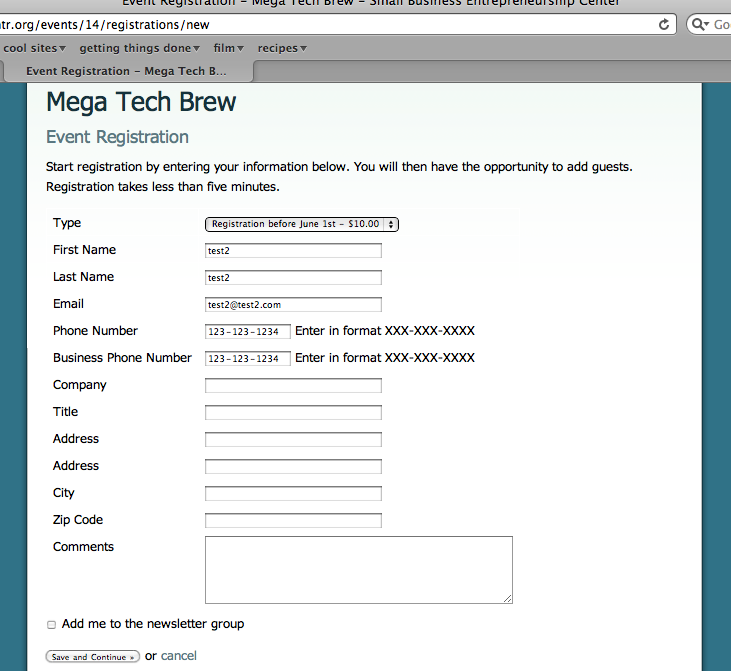 Event Registration – Mega Tech Brew – Small Business Entrepreneurship Center
ntr.org/events/14/registrations/new
Go
cool sites▾ getting things done▾ film▾ recipes▾
Event Registration – Mega Tech B...
Mega Tech Brew
Event Registration
Start registration by entering your information below. You will then have the opportunity to add guests.
Registration takes less than five minutes.
Type Registration before June 1st – $10.00
First Name test2
Last Name test2
Email test2@test2.com
Phone Number 123-123-1234 Enter in format XXX-XXX-XXXX
Business Phone Number 123-123-1234 Enter in format XXX-XXX-XXXX
Company
Title
Address
Address
City
Zip Code
Comments
Add me to the newsletter group
Save and Continue » or cancel